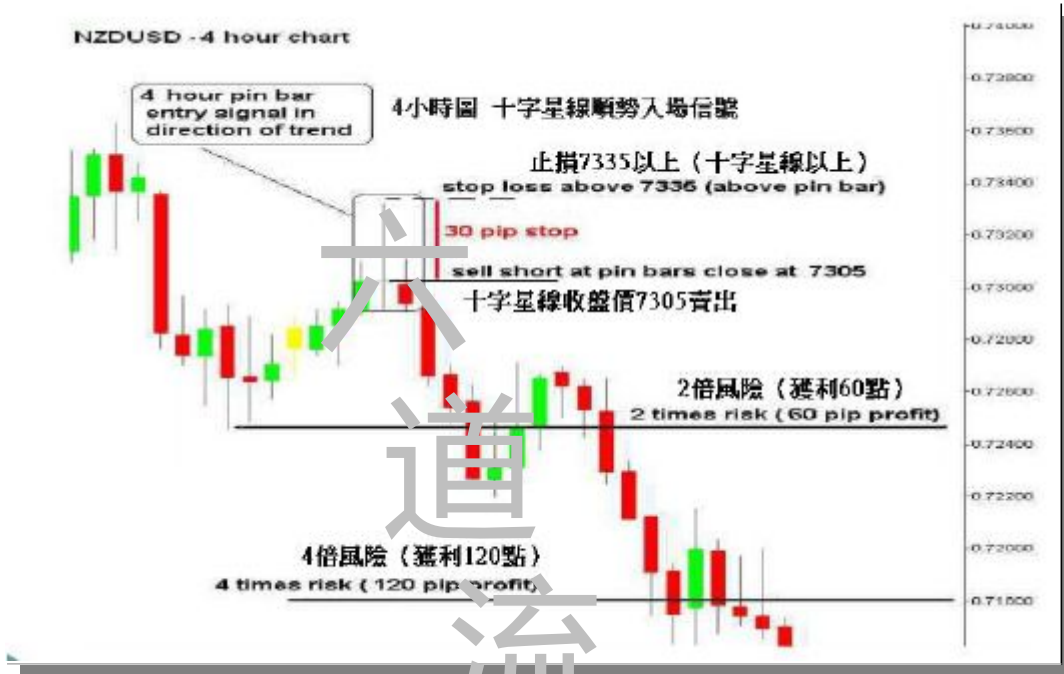 NZDUSD - 4 hour chart
4 hour pin bar
entry signal in
direction of trend
4小時圖 十字星線順勢入場信號
止損7335以上（十字星線以上）
stop loss above 7335 (above pin bar)
30 pip stop
sell short at pin bars close at 7305
十字星線收盤價7305賣出
2倍風險（獲利60點）
2 times risk ( 60 pip profit)
4倍風險（獲利120點）
4 times risk ( 120 pip profit)
0.74000
0.73800
0.73600
0.73400
0.73200
0.73000
0.72800
0.72600
0.72400
0.72200
0.72000
0.71800
六
道
流